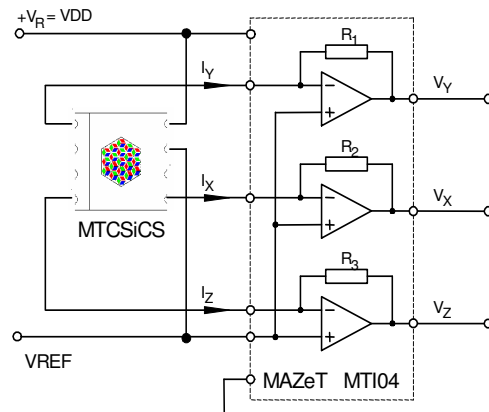 +VR = VDD
R1
IY
VY
R2
IX
VX
MTCSiCS
R3
IZ
VZ
VREF
MAZeT MTI04